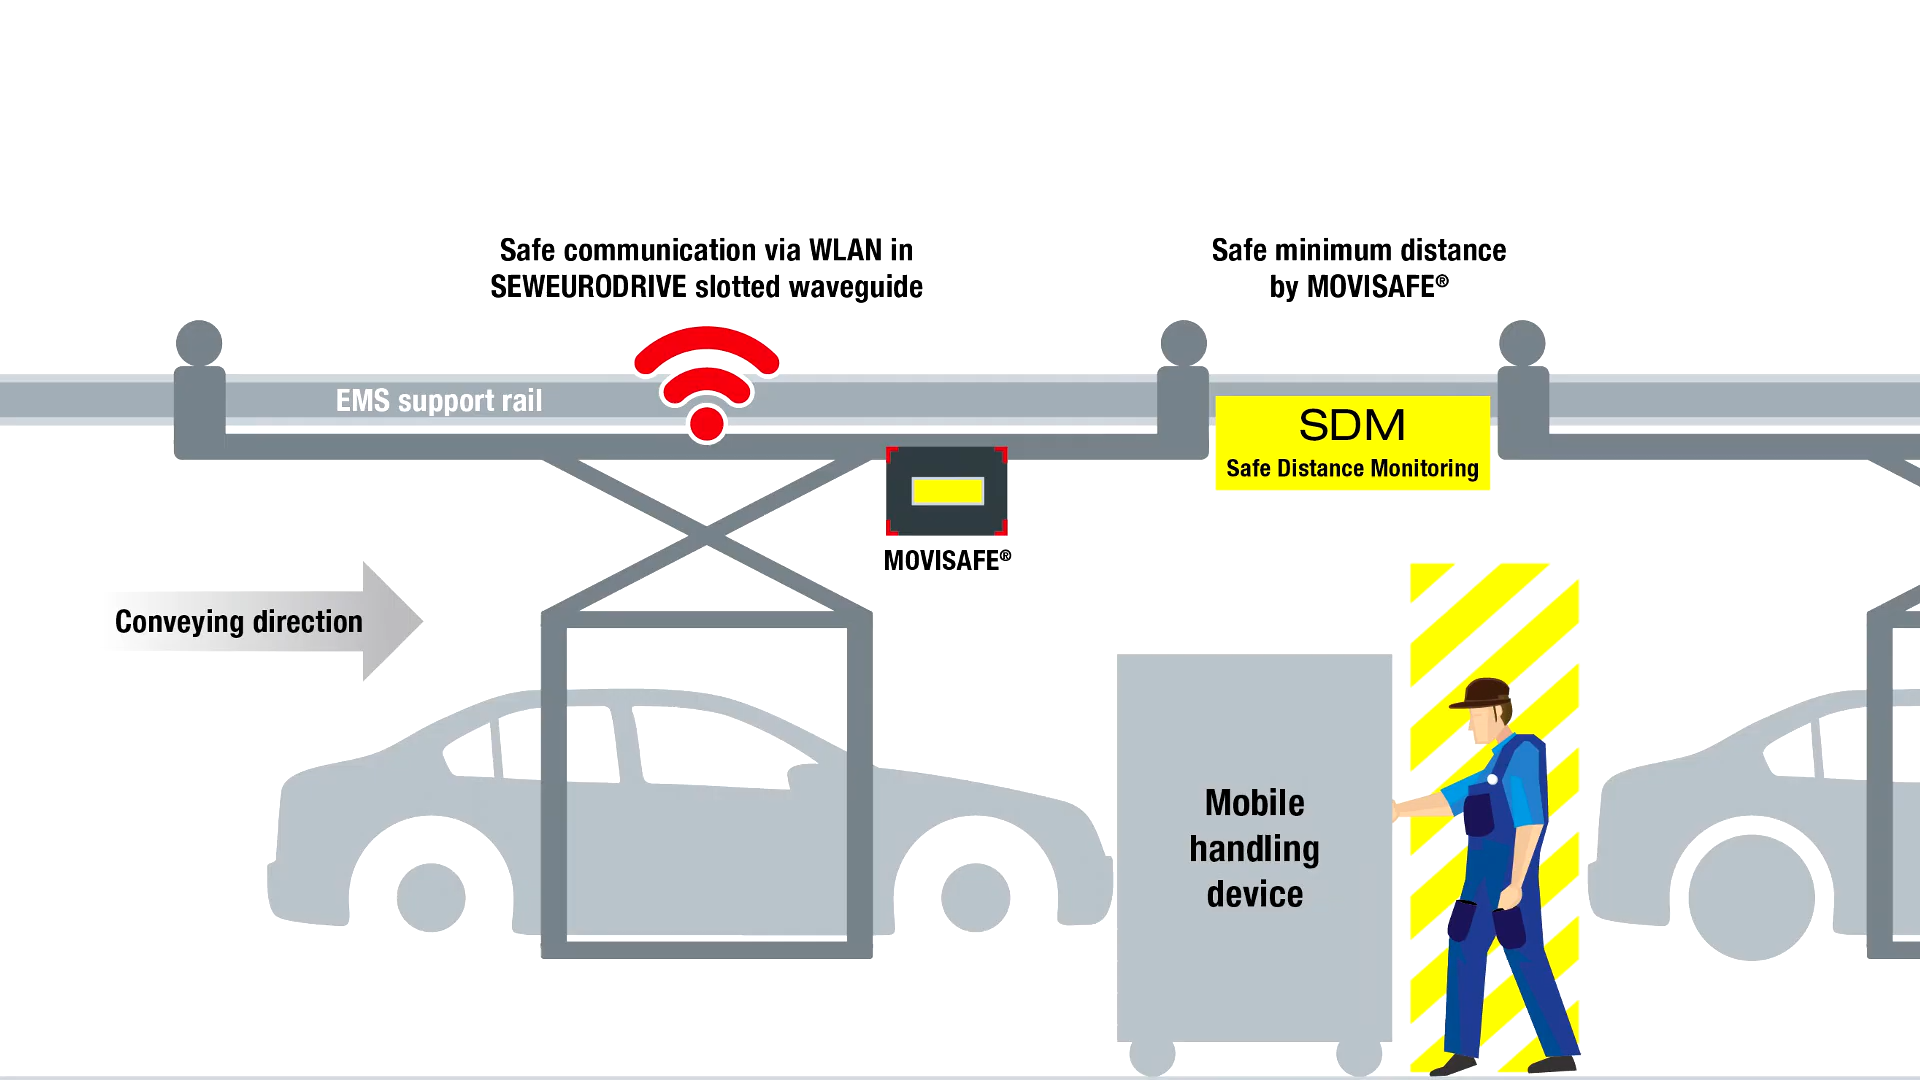 Safe communication via WLAN in
SEWEURODRIVE slotted waveguide
Safe minimum distance
by MOVISAFE®
EMS support rail
SDM
Safe Distance Monitoring
MOVISAFE®
Conveying direction
Mobile
handling
device